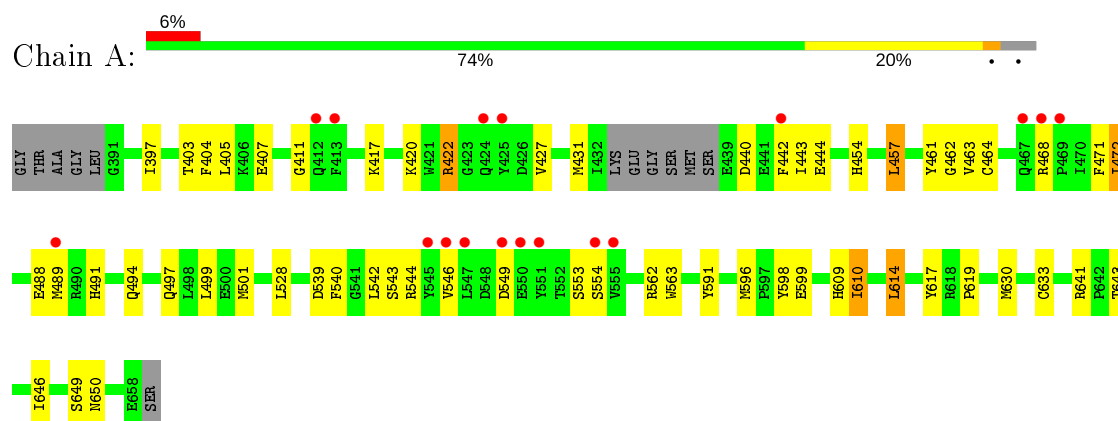 6%
Chain A:
74% 20% • •
GLY THR ALA GLY LEU G391 I397 T403 F404 L405 K406 E407 G411 Q412 F413 K417 K420 W421 R422 G423 Q424 Y425 D426 V427 M431 I432 LYS GLU GLY SER MET SER E439 D440 E441 F442 I443 E444 H454 L457 Y461 G462 V463 C464 Q467 R468 P469 I470 F471 I472
E488 M489 R490 H491 Q494 Q497 L498 L499 E500 M501 L528 D539 F540 G541 L542 S543 R544 Y545 V546 L547 D548 D549 E550 Y551 T552 S553 S554 V555 R562 W563 Y591 M596 P597 Y598 E599 H609 I610 L614 Y617 R618 P619 M630 C633 R641 P642 T643
I646 S649 N650 E658 SER